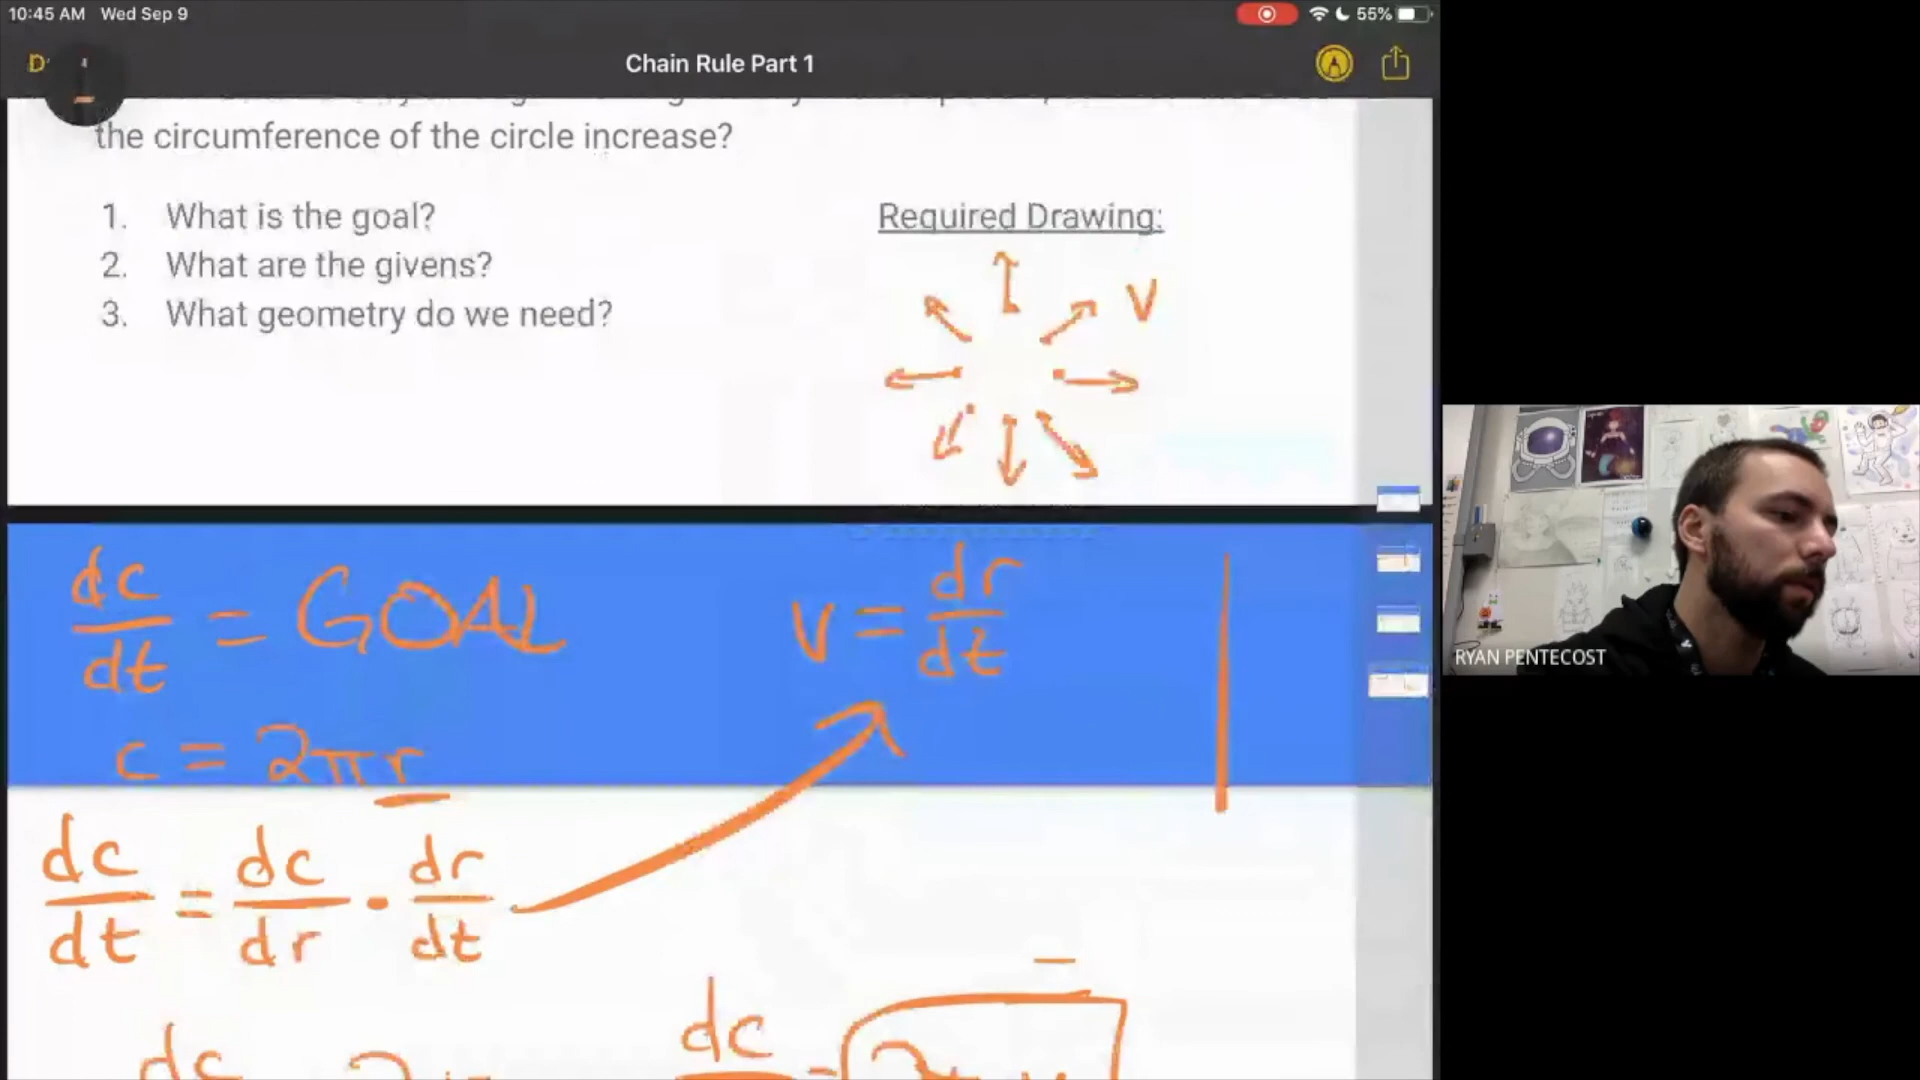 10:45 AM Wed Sep 9
55%
Chain Rule Part 1
the circumference of the circle increase?
1. What is the goal?
2. What are the givens?
3. What geometry do we need?
Required Drawing:
V
dc/dt = GOAL
v = dr/dt
c = 2πr
dc/dt = dc/dr · dr/dt
RYAN PENTECOST